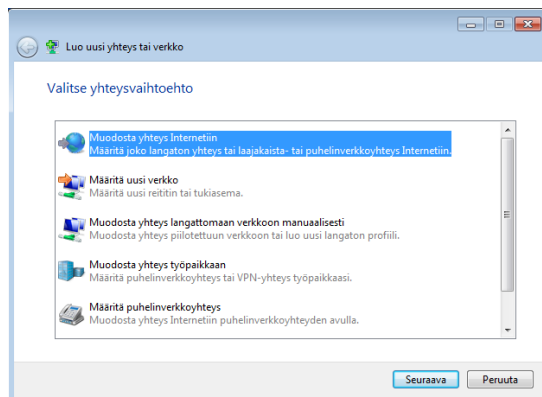 Luo uusi yhteys tai verkko
Valitse yhteysvaihtoehto
Muodosta yhteys Internetiin
Määritä joko langaton yhteys tai laajakaista- tai puhelinverkkoyhteys Internetiin.
Määritä uusi verkko
Määritä uusi reititin tai tukiasema.
Muodosta yhteys langattomaan verkkoon manuaalisesti
Muodosta yhteys piilotettuun verkkoon tai luo uusi langaton profiili.
Muodosta yhteys työpaikkaan
Määritä puhelinverkkoyhteys tai VPN-yhteys työpaikkaasi.
Määritä puhelinverkkoyhteys
Muodosta yhteys Internetiin puhelinverkkoyhteyden avulla.
Seuraava Peruuta